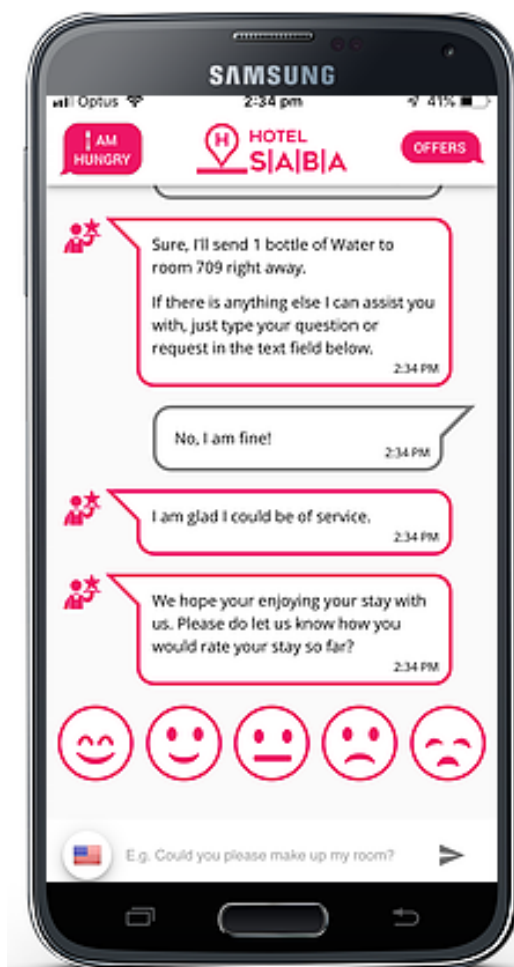 SAMSUNG
Optus
2:34 pm
41%
I AM
HUNGRY
H
HOTEL
S|A|B|A
OFFERS
Sure, I'll send 1 bottle of Water to
room 709 right away.
If there is anything else I can assist you
with, just type your question or
request in the text field below.
2:34 PM
No, I am fine!
2:34 PM
I am glad I could be of service.
2:34 PM
We hope your enjoying your stay with
us. Please do let us know how you
would rate your stay so far?
2:34 PM
E.g. Could you please make up my room?